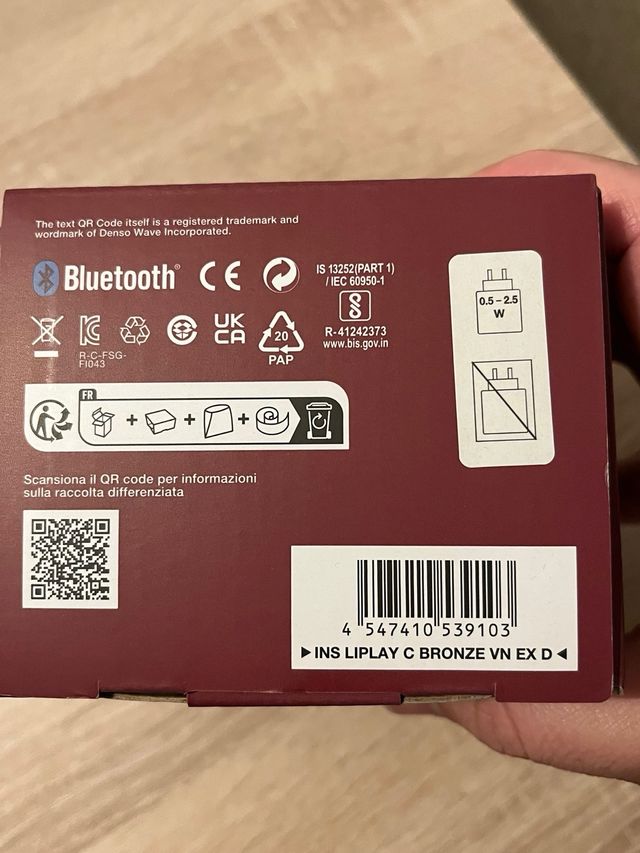 The text QR Code itself is a registered trademark and
wordmark of Denso Wave Incorporated.
Bluetooth®
CE
IS 13252(PART 1)
/ IEC 60950-1
R-41242373
www.bis.gov.in
0.5 – 2.5
W
R-C-FSG-
FI043
UK
CA
20
PAP
FR
Scansiona il QR code per informazioni
sulla raccolta differenziata
4 547410 539103
▶INS LIPLAY C BRONZE VN EX D◀